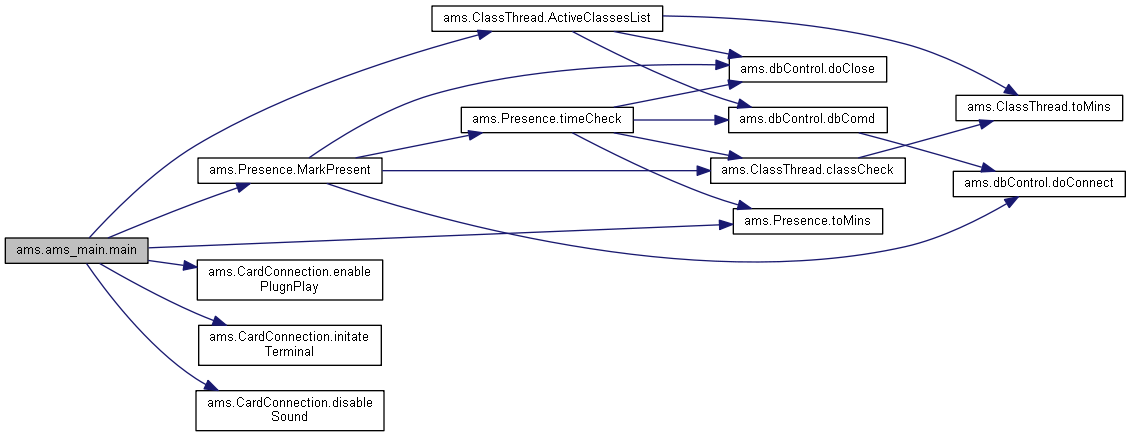 ams.ClassThread.ActiveClassesList
ams.dbControl.doClose
ams.ClassThread.toMins
ams.Presence.timeCheck
ams.dbControl.dbComd
ams.Presence.MarkPresent
ams.ClassThread.classCheck
ams.dbControl.doConnect
ams.Presence.toMins
ams.ams_main.main
ams.CardConnection.enable
PlugnPlay
ams.CardConnection.initate
Terminal
ams.CardConnection.disable
Sound